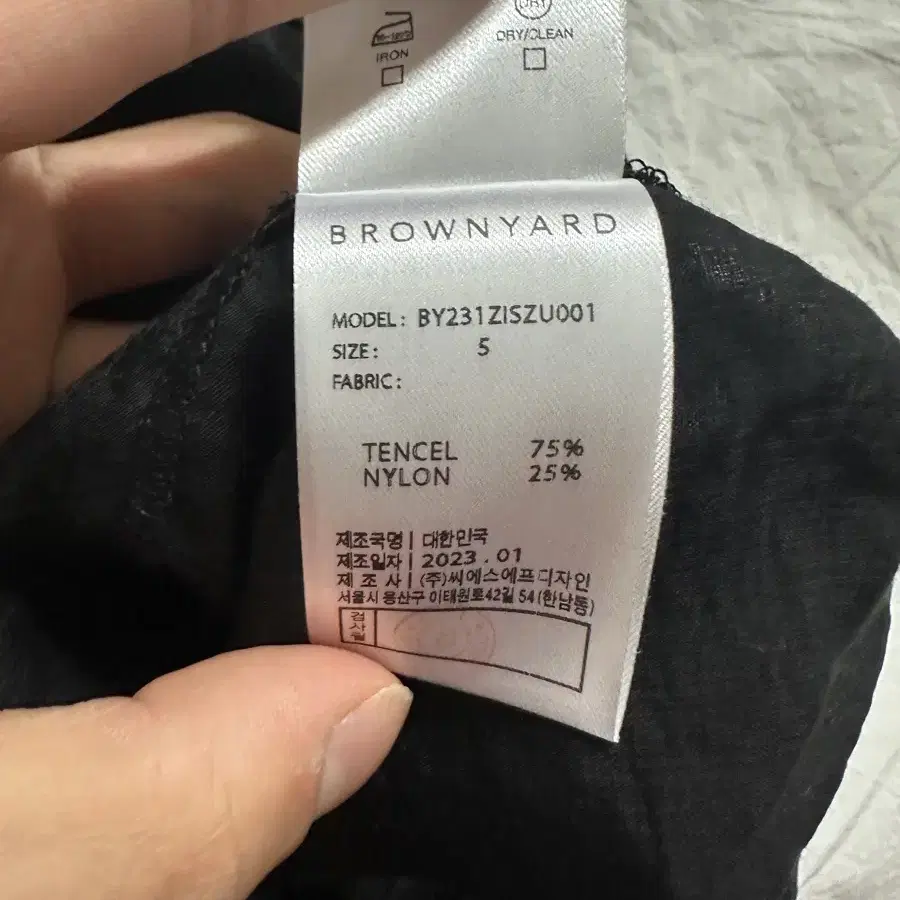 DRY
IRON
DRY/CLEAN
BROWNYARD
MODEL: BY231ZISZU001
SIZE: 5
FABRIC:
TENCEL 75%
NYLON 25%
제조국명 | 대한민국
제조일자 | 2023.01
제 조 사 | (주)씨에스에프디자인
서울시 용산구 이태원로42길 54 (한남동)
검사필